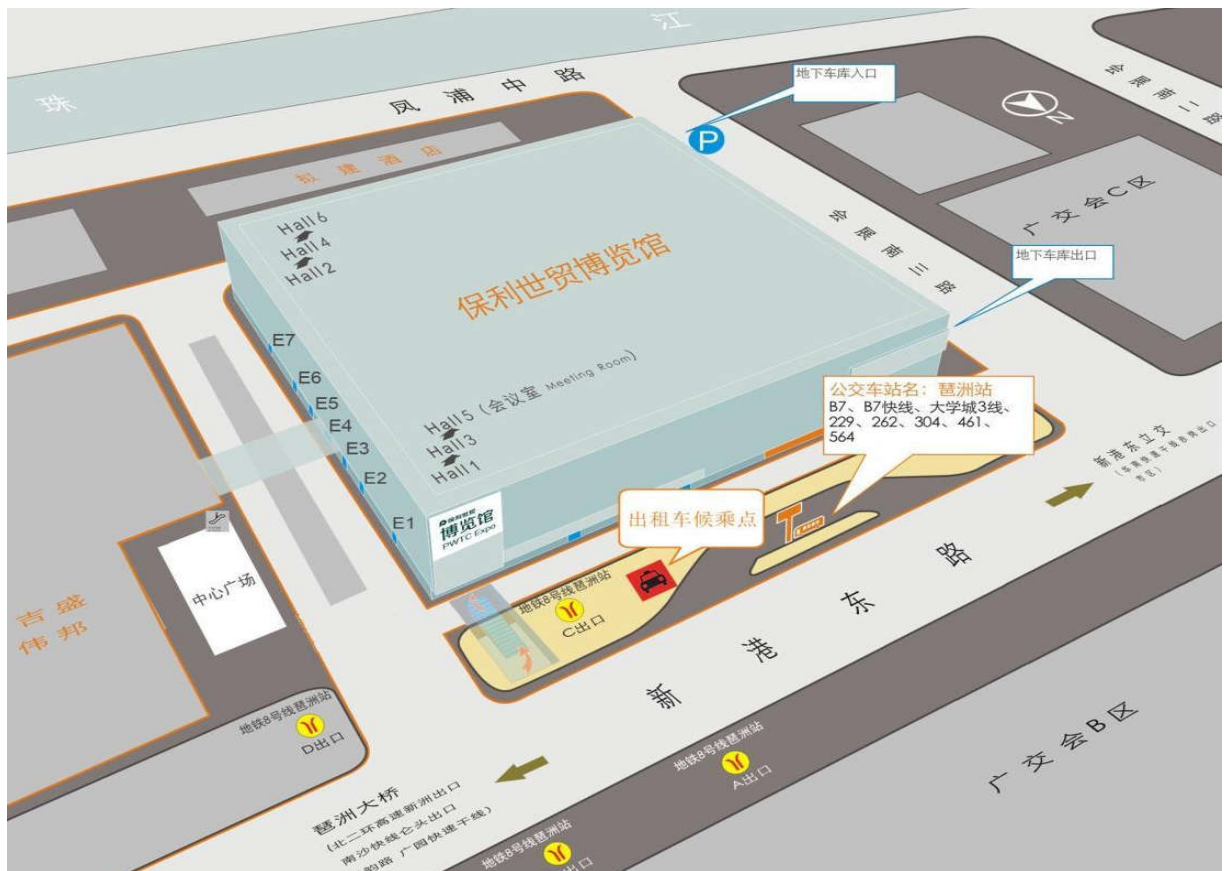 珠
江
凤浦中路
地下车库入口
P
N
会展南二路
拟建酒店
Hall 6
Hall 4
Hall 2
保利世贸博览馆
会展南三路
广交会C区
地下车库出口
E7
E6
E5
E4
E3
E2
E1
Hall 5 (会议室 Meeting Room)
Hall 3
Hall 1
博览馆
PWTC Expo
公交车站名：琶洲站
B7、B7快线、大学城3线、
229、262、304、461、
564
出租车候乘点
新港东立交
中心广场
吉盛
伟邦
地铁8号线琶洲站
C出口
新港东路
地铁8号线琶洲站
D出口
地铁8号线琶洲站
A出口
广交会B区
琶洲大桥
(北二环高速新洲出口
南沙快线仑头出口
韵路 广园快速干线)
地铁8号线琶洲站
出口